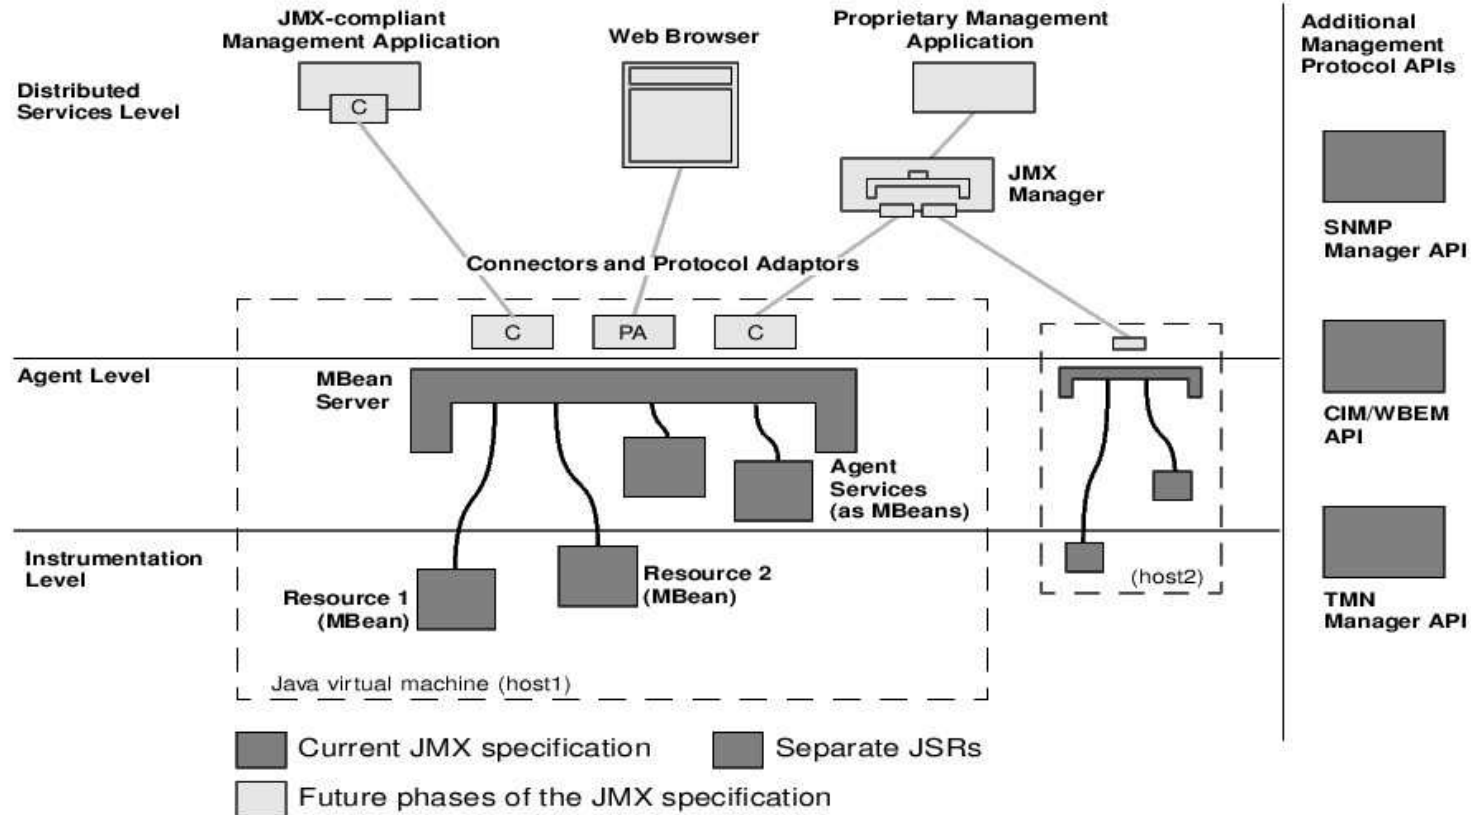 JMX-compliant
Management Application
Web Browser
Proprietary Management
Application
Additional
Management
Protocol APIs
Distributed
Services Level
C
JMX
Manager
SNMP
Manager API
Connectors and Protocol Adaptors
C
PA
C
Agent Level
MBean
Server
CIM/WBEM
API
Agent
Services
(as MBeans)
Instrumentation
Level
Resource 1
(MBean)
Resource 2
(MBean)
(host2)
TMN
Manager API
Java virtual machine (host1)
Current JMX specification
Separate JSRs
Future phases of the JMX specification